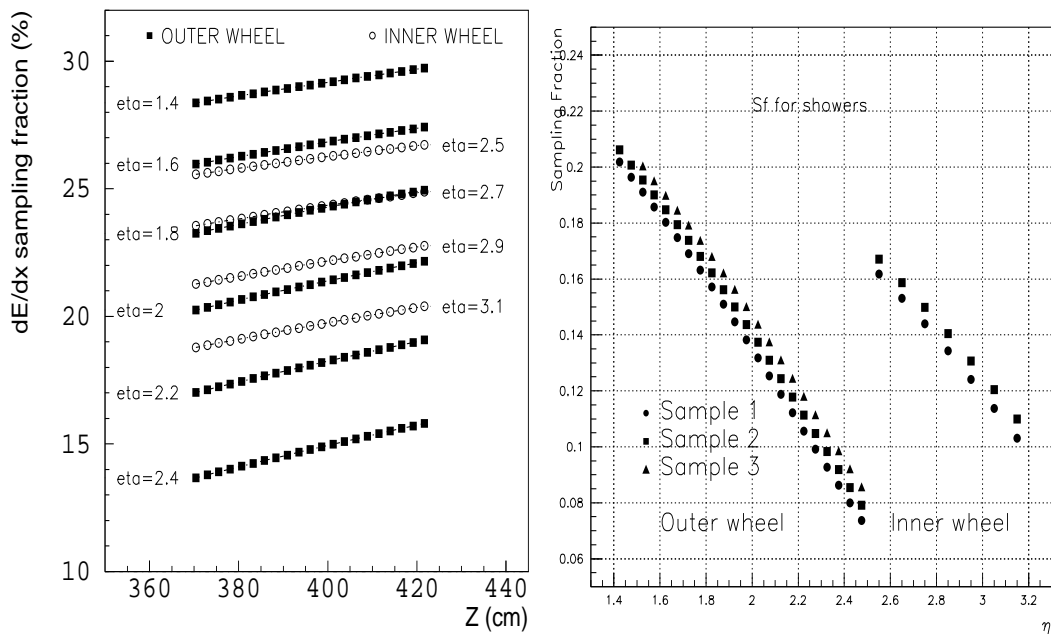 dE/dx sampling fraction (%)
OUTER WHEEL
INNER WHEEL
30
25
20
15
10
eta=1.4
eta=1.6
eta=1.8
eta=2
eta=2.2
eta=2.4
eta=2.5
eta=2.7
eta=2.9
eta=3.1
360 380 400 420 440
Z (cm)
Sampling Fraction
0.24
0.22
0.2
0.18
0.16
0.14
0.12
0.1
0.08
0.06
Sf for showers
Sample 1
Sample 2
Sample 3
Outer wheel
Inner wheel
1.4 1.6 1.8 2 2.2 2.4 2.6 2.8 3 3.2
η